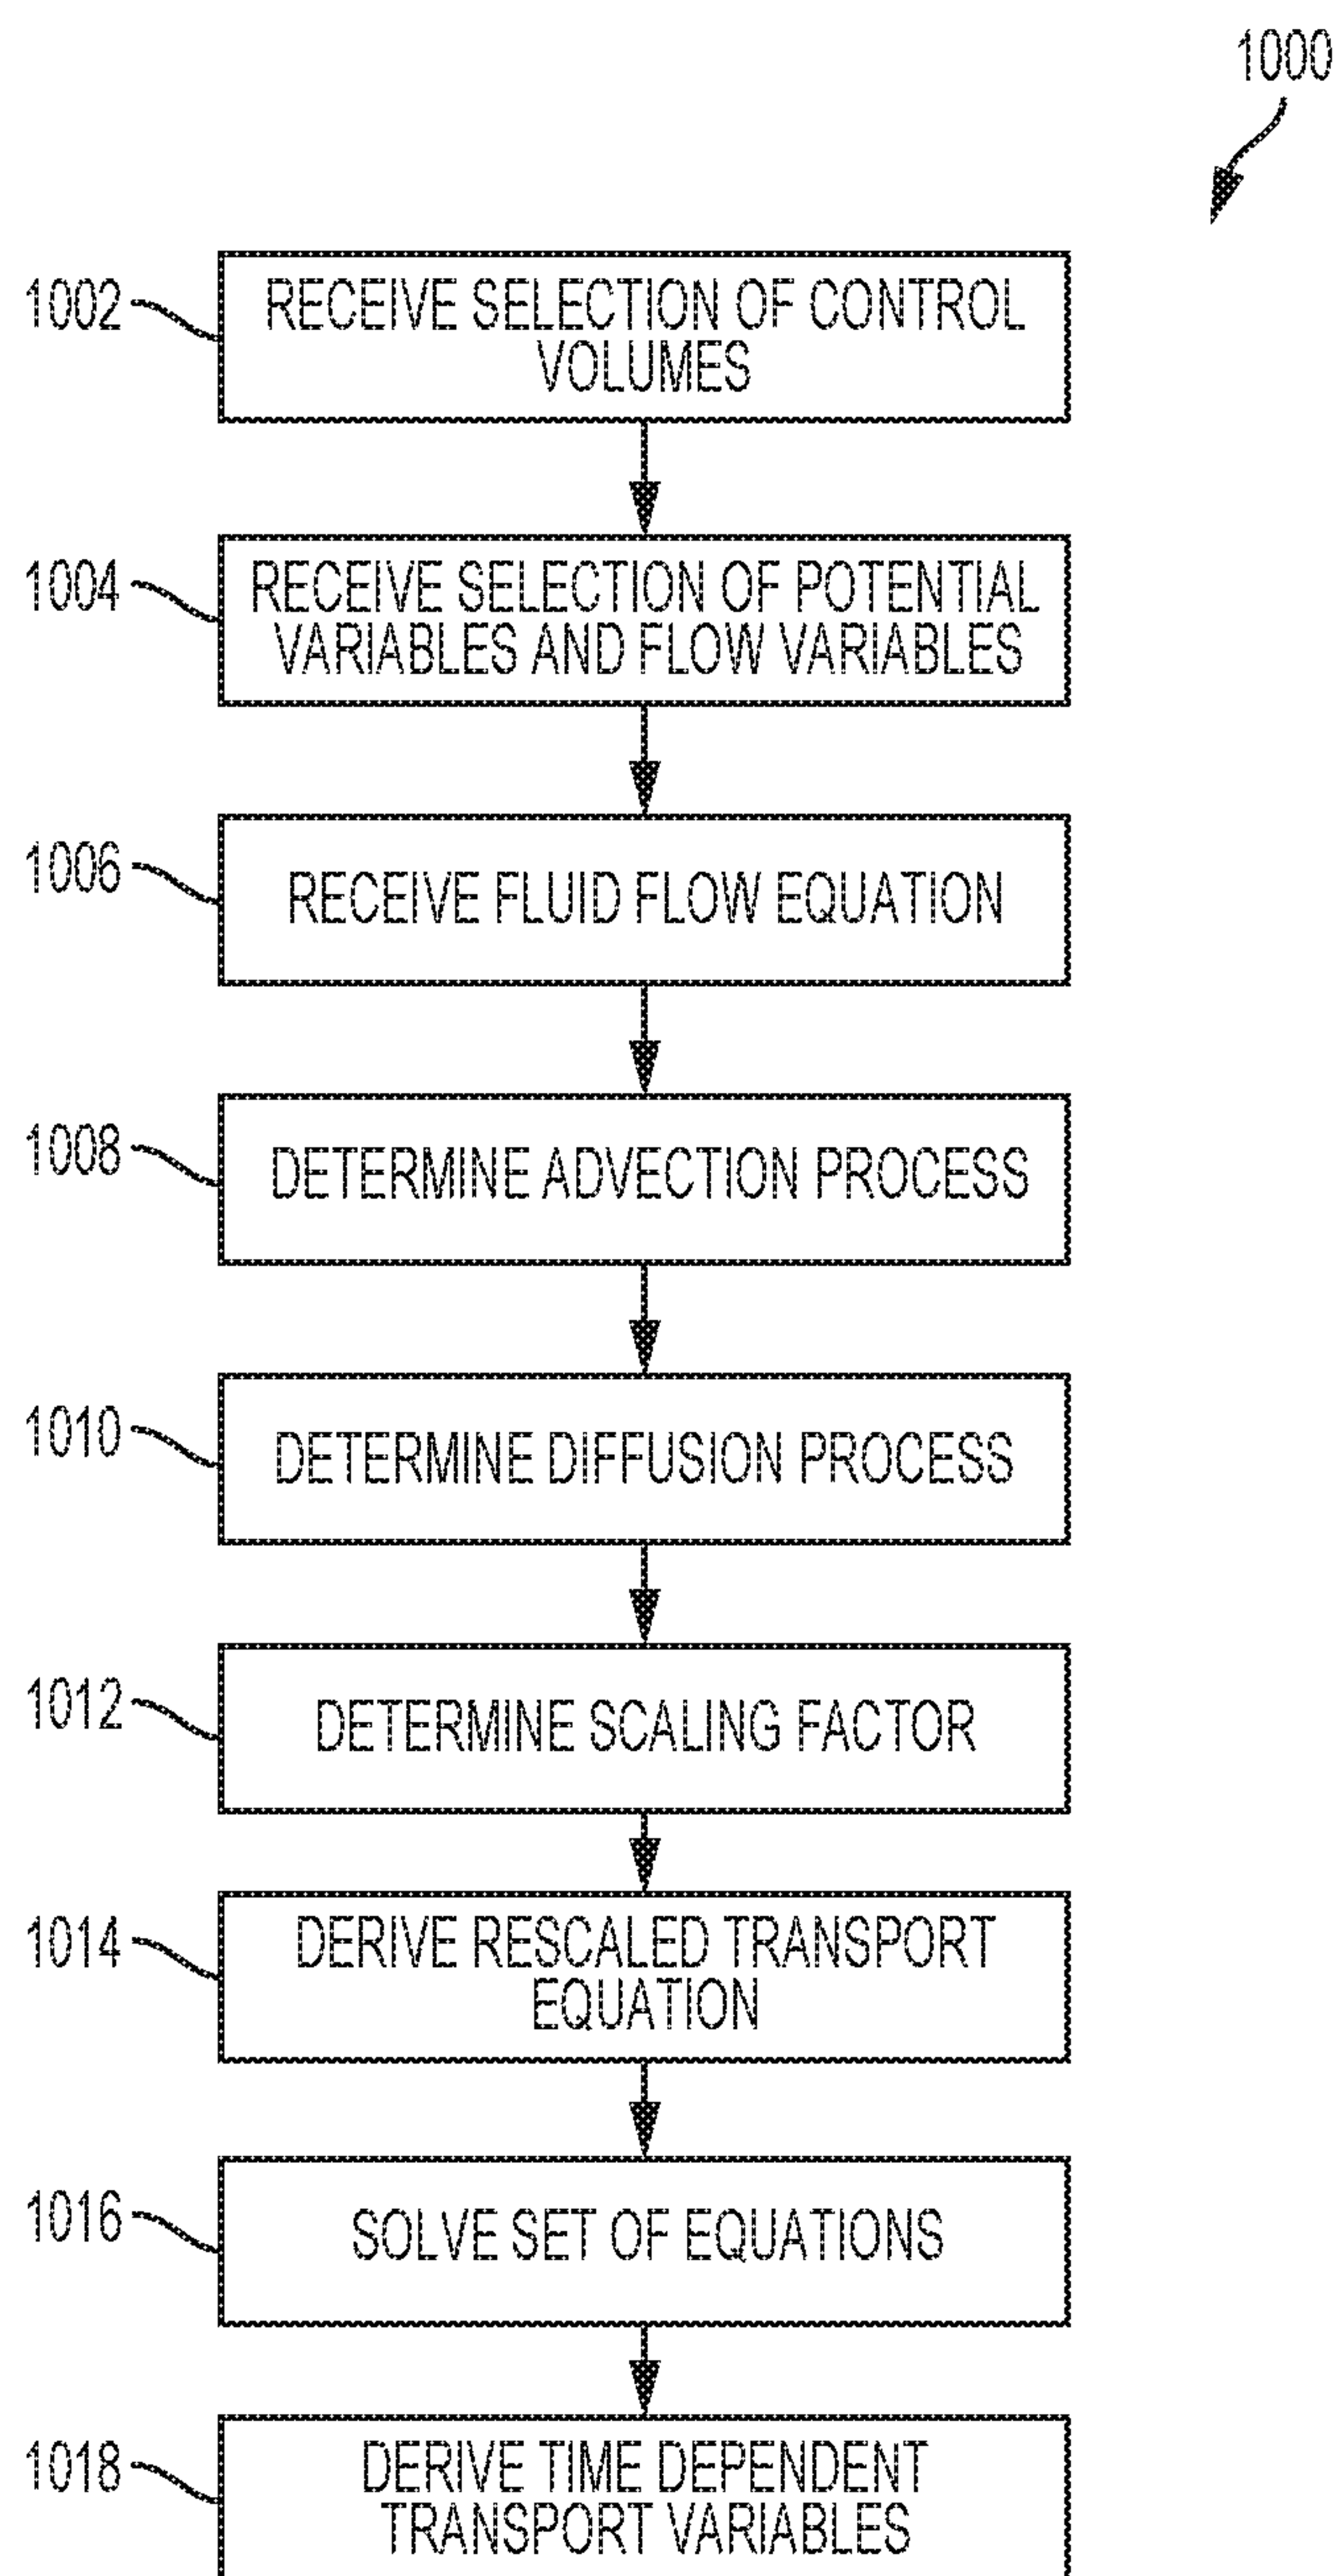 1000
1002
RECEIVE SELECTION OF CONTROL
VOLUMES
1004
RECEIVE SELECTION OF POTENTIAL
VARIABLES AND FLOW VARIABLES
1006
RECEIVE FLUID FLOW EQUATION
1008
DETERMINE ADVECTION PROCESS
1010
DETERMINE DIFFUSION PROCESS
1012
DETERMINE SCALING FACTOR
1014
DERIVE RESCALED TRANSPORT
EQUATION
1016
SOLVE SET OF EQUATIONS
1018
DERIVE TIME DEPENDENT
TRANSPORT VARIABLES